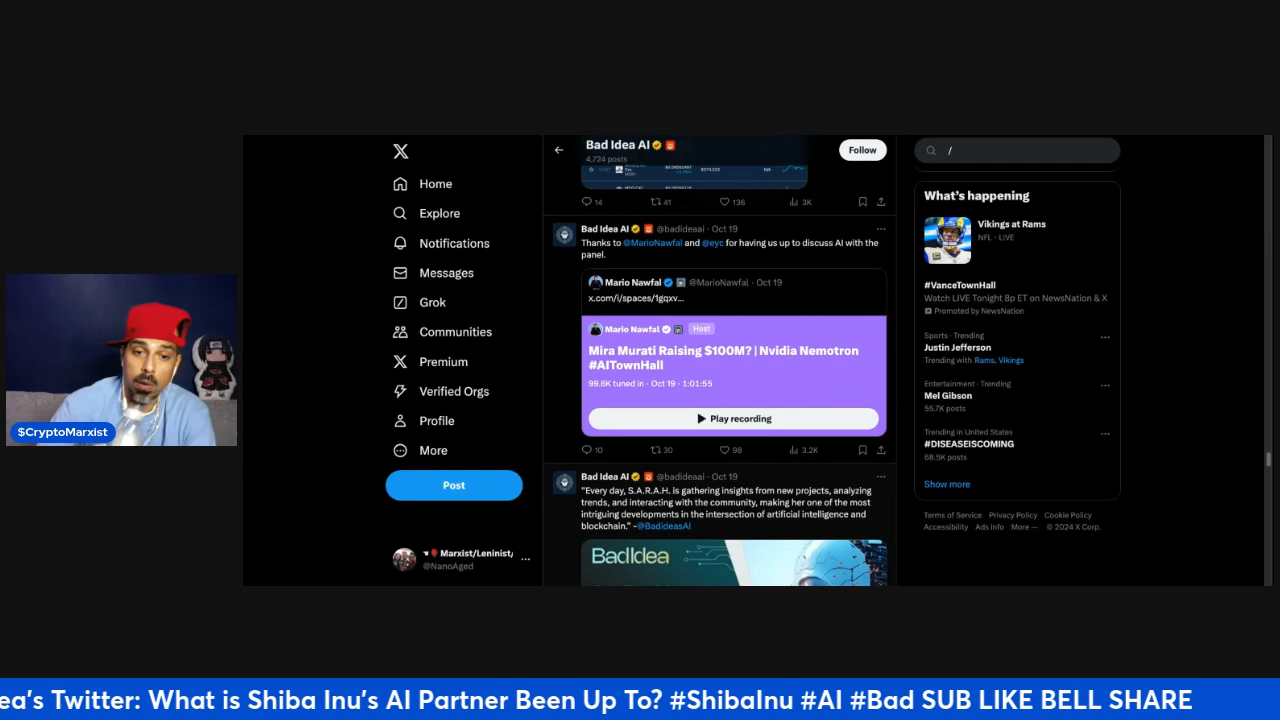 $CryptoMarxist
Home
Explore
Notifications
Messages
Grok
Communities
Premium
Verified Orgs
Profile
More
Post
Marxist/Leninist/
@NanoAged
Bad Idea AI
4,724 posts
Follow
14 41 136 3K
Bad Idea AI @badideaai · Oct 19
Thanks to @MarioNawfal and @eyc for having us up to discuss AI with the
panel.
Mario Nawfal @MarioNawfal · Oct 19
x.com/i/spaces/1gqxv...
Mario Nawfal Host
Mira Murati Raising $100M? | Nvidia Nemotron
#AITownHall
99.6K tuned in · Oct 19 · 1:01:55
Play recording
10 30 98 3.2K
Bad Idea AI @badideaai · Oct 19
"Every day, S.A.R.A.H. is gathering insights from new projects, analyzing
trends, and interacting with the community, making her one of the most
intriguing developments in the intersection of artificial intelligence and
blockchain." -@BadideasAI
BadIdea
/
What's happening
Vikings at Rams
NFL · LIVE
#VanceTownHall
Watch LIVE Tonight 8p ET on NewsNation & X
Promoted by NewsNation
Sports · Trending
Justin Jefferson
Trending with Rams, Vikings
Entertainment · Trending
Mel Gibson
55.7K posts
Trending in United States
#DISEASEISCOMING
68.5K posts
Show more
Terms of Service Privacy Policy Cookie Policy
Accessibility Ads info More ··· © 2024 X Corp.
ea's Twitter: What is Shiba Inu's AI Partner Been Up To? #ShibaInu #AI #Bad SUB LIKE BELL SHARE